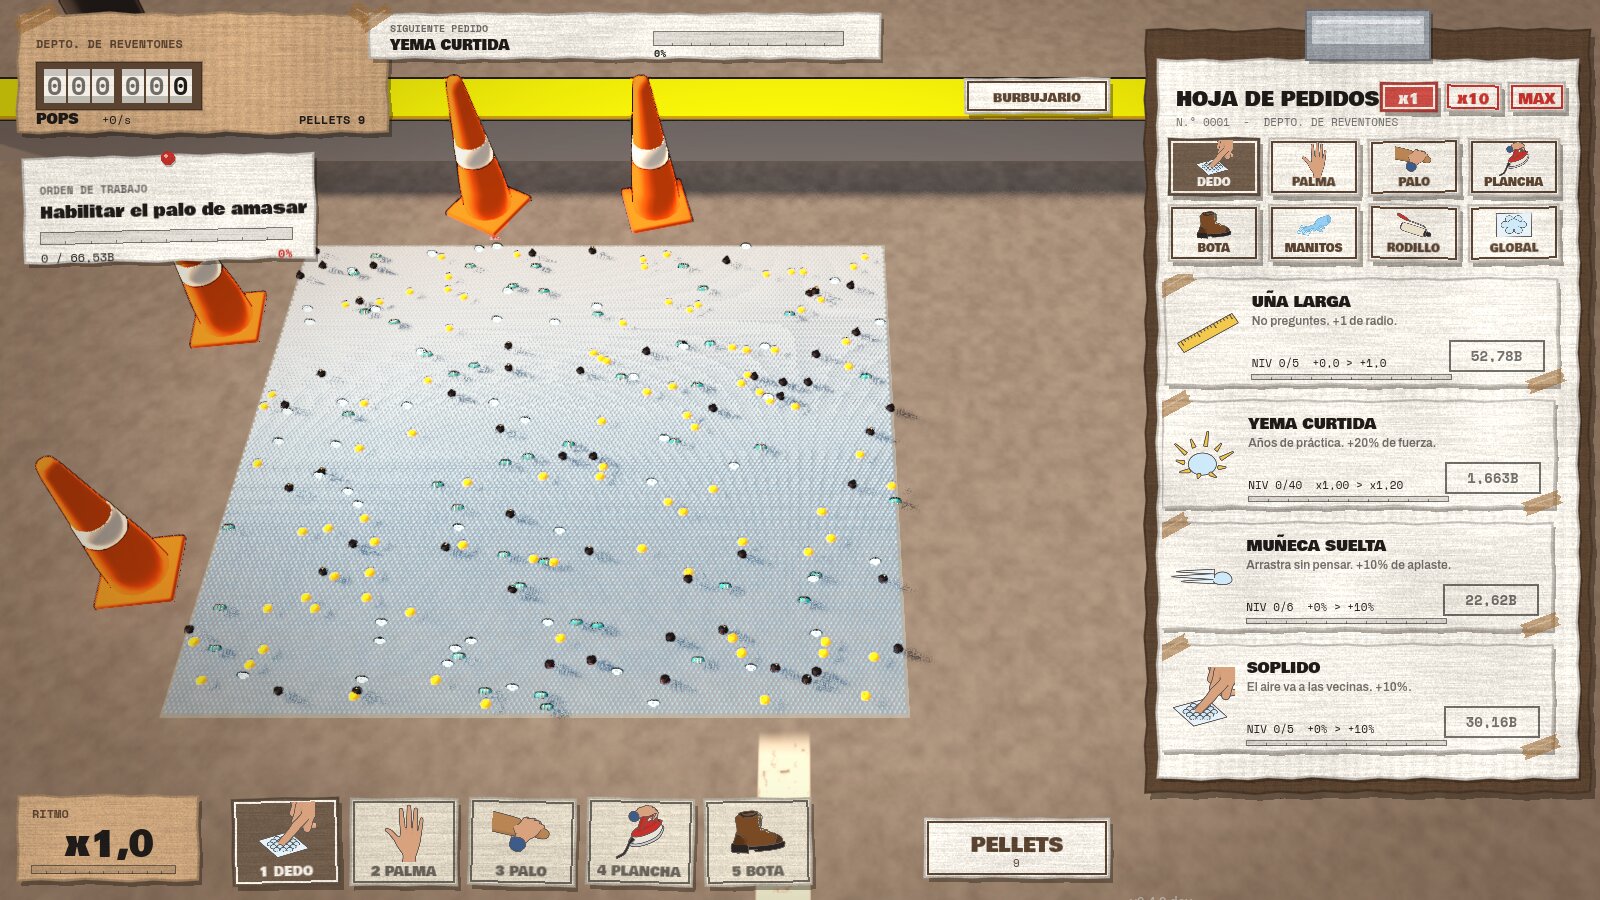 DEPTO. DE REVENTONES
000 000
POPS +0/s PELLETS 9
SIGUIENTE PEDIDO
YEMA CURTIDA
0%
BURBUJARIO
ORDEN DE TRABAJO
Habilitar el palo de amasar
0 / 66,53B 0%
HOJA DE PEDIDOS x1 x10 MAX
N.° 0001 - DEPTO. DE REVENTONES
DEDO PALMA PALO PLANCHA
BOTA MANITOS RODILLO GLOBAL
UÑA LARGA
No preguntes. +1 de radio.
NIV 0/5 +0,0 > +1,0 52,78B
YEMA CURTIDA
Años de práctica. +20% de fuerza.
NIV 0/40 x1,00 > x1,20 1,663B
MUÑECA SUELTA
Arrastra sin pensar. +10% de aplaste.
NIV 0/6 +0% > +10% 22,62B
SOPLIDO
El aire va a las vecinas. +10%.
NIV 0/5 +0% > +10% 30,16B
RITMO
x1,0
1 DEDO 2 PALMA 3 PALO 4 PLANCHA 5 BOTA
PELLETS
9